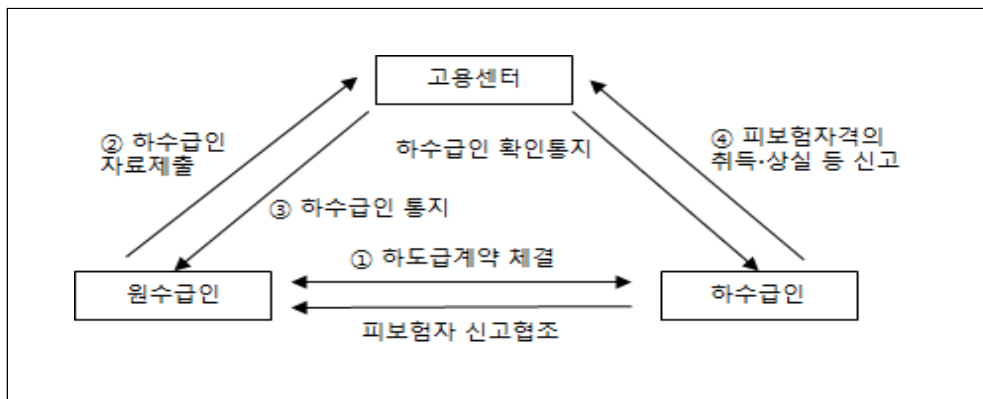 고용센터
② 하수급인
자료제출
하수급인 확인통지
④ 피보험자격의
취득·상실 등 신고
③ 하수급인 통지
① 하도급계약 체결
원수급인
하수급인
피보험자 신고협조